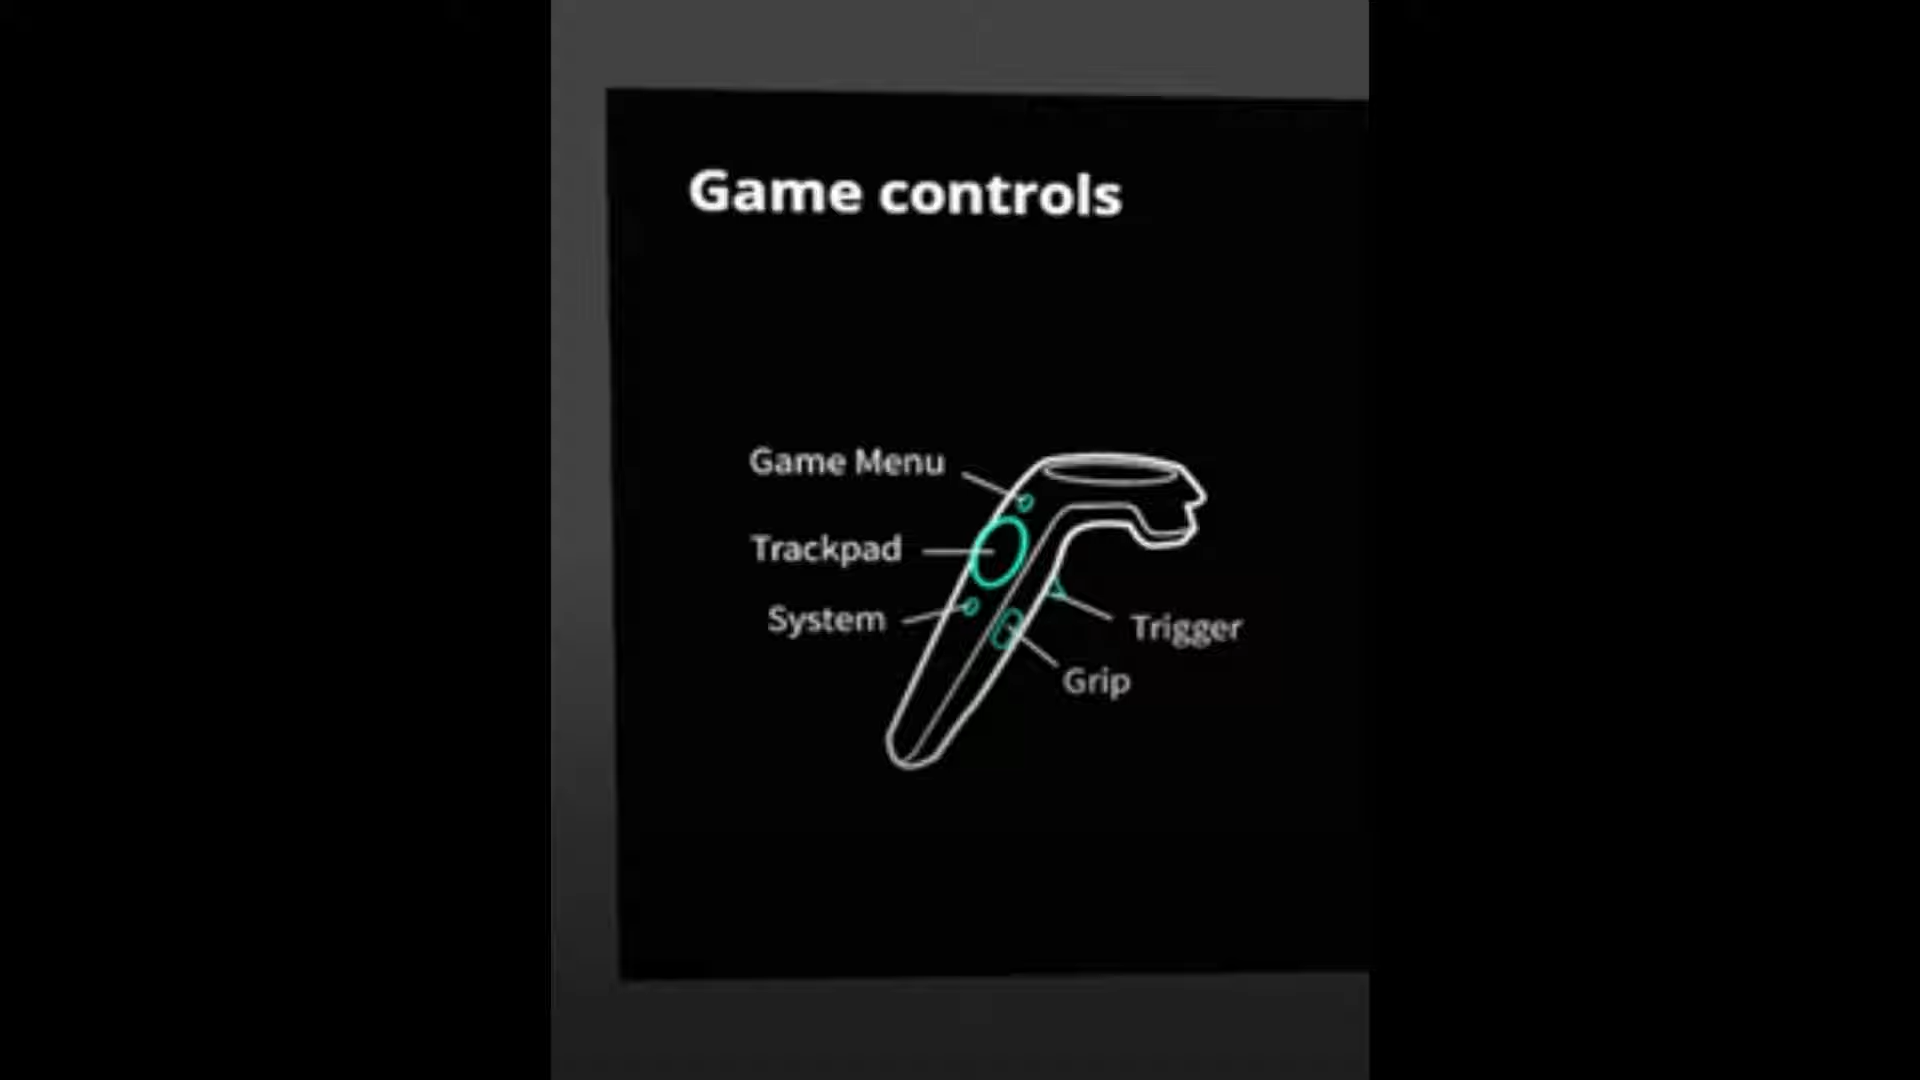 Game controls
Game Menu
Trackpad
System
Trigger
Grip